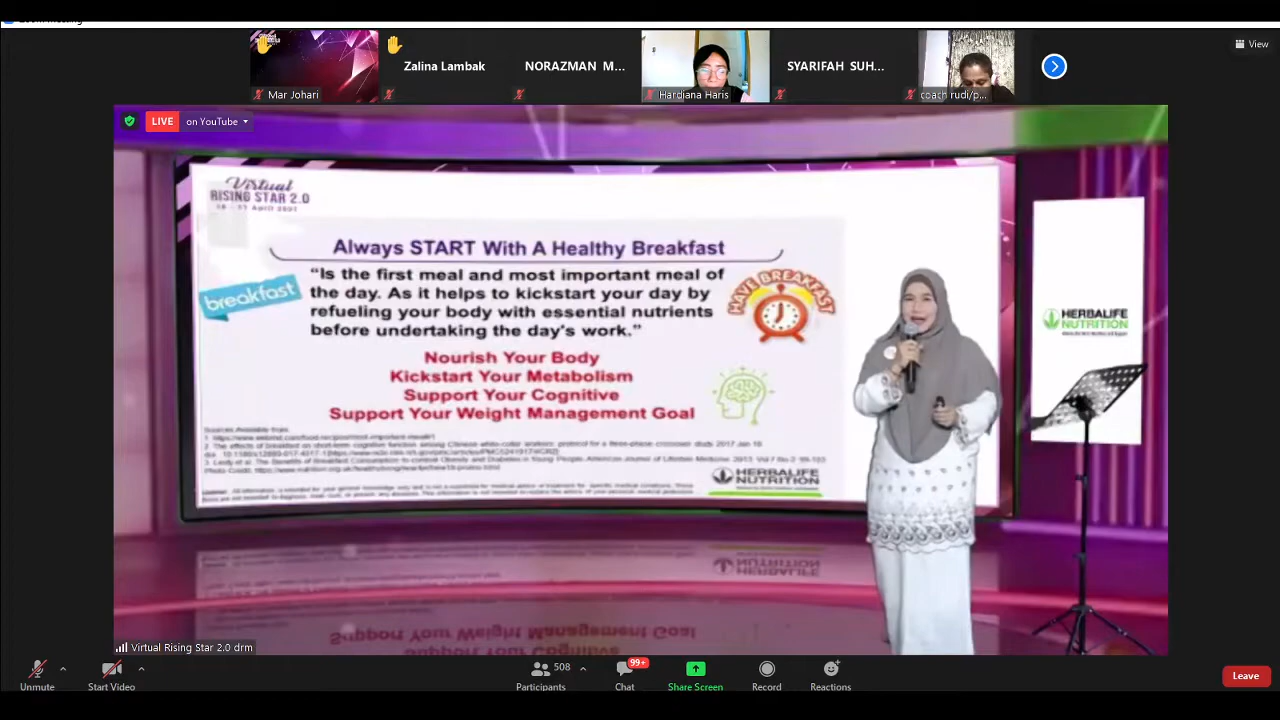 Zoom Meeting
View
Zalina Lambak
NORAZMAN M...
SYARIFAH SUH...
Mar Johari
Hardiana Haris
coach rudi/p...
LIVE on YouTube
Virtual
RISING STAR 2.0
Always START With A Healthy Breakfast
breakfast
“Is the first meal and most important meal of
the day. As it helps to kickstart your day by
refueling your body with essential nutrients
before undertaking the day's work.”
HAVE BREAKFAST
Nourish Your Body
Kickstart Your Metabolism
Support Your Cognitive
Support Your Weight Management Goal
HERBALIFE
NUTRITION
HERBALIFE
NUTRITION
Virtual Rising Star 2.0 drm
Unmute
Start Video
508
Participants
99+
Chat
Share Screen
Record
Reactions
Leave